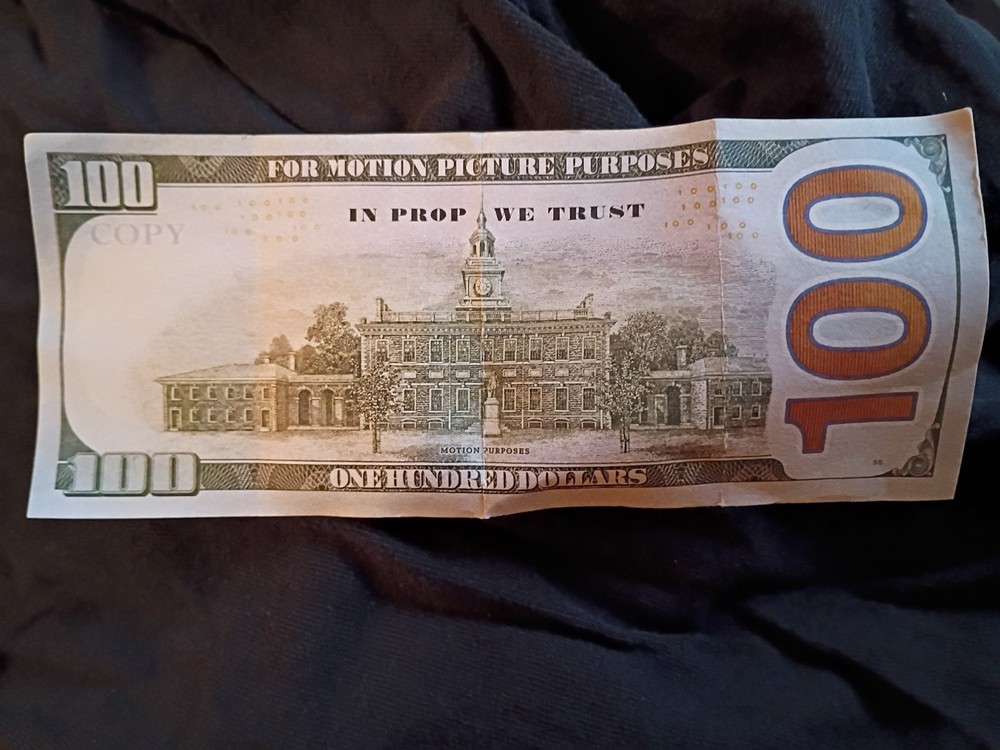 100
FOR MOTION PICTURE PURPOSES
IN PROP WE TRUST
COPY
100
MOTION PURPOSES
100
ONE HUNDRED DOLLARS